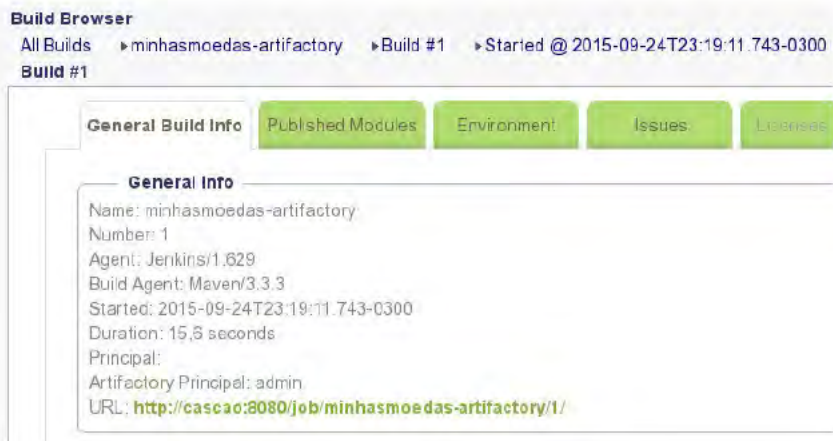 Build Browser
All Builds ▸minhasmoedas-artifactory ▸Build #1 ▸Started @ 2015-09-24T23:19:11.743-0300
Build #1
General Build Info Published Modules Environment Issues Licenses
General Info
Name: minhasmoedas-artifactory
Number: 1
Agent: Jenkins/1.629
Build Agent: Maven/3.3.3
Started: 2015-09-24T23:19:11.743-0300
Duration: 15,6 seconds
Principal:
Artifactory Principal: admin
URL: http://cascao:8080/job/minhasmoedas-artifactory/1/